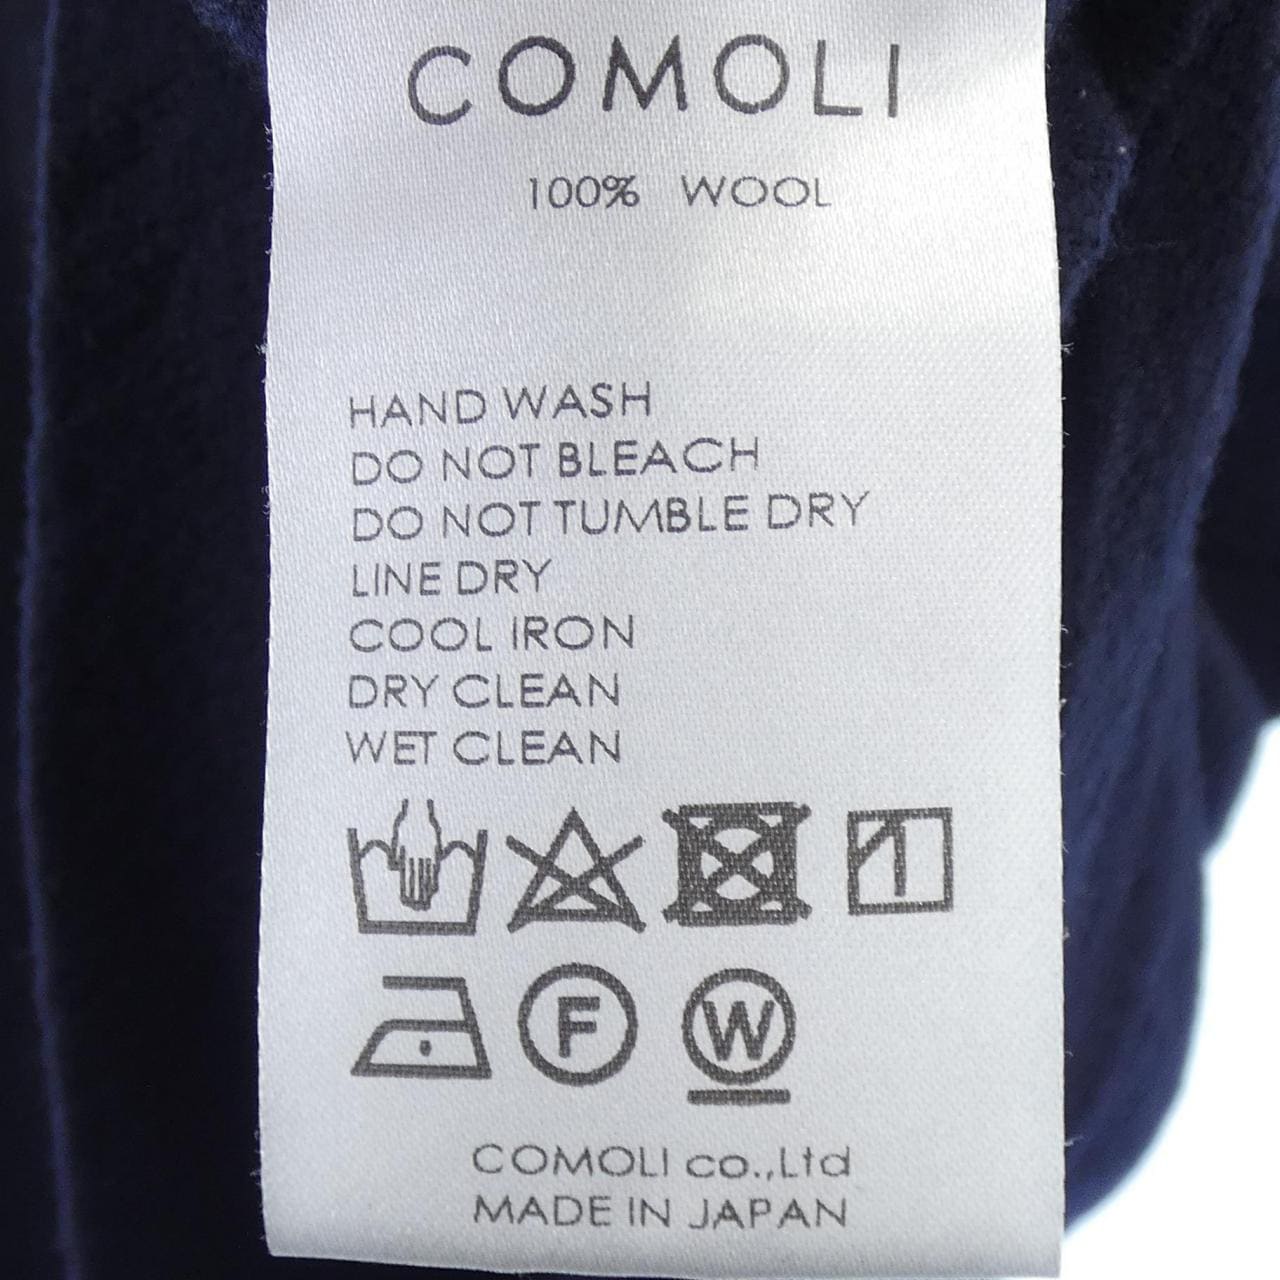 COMOLI
100% WOOL
HAND WASH
DO NOT BLEACH
DO NOT TUMBLE DRY
LINE DRY
COOL IRON
DRY CLEAN
WET CLEAN
F W
COMOLI co.,Ltd
MADE IN JAPAN